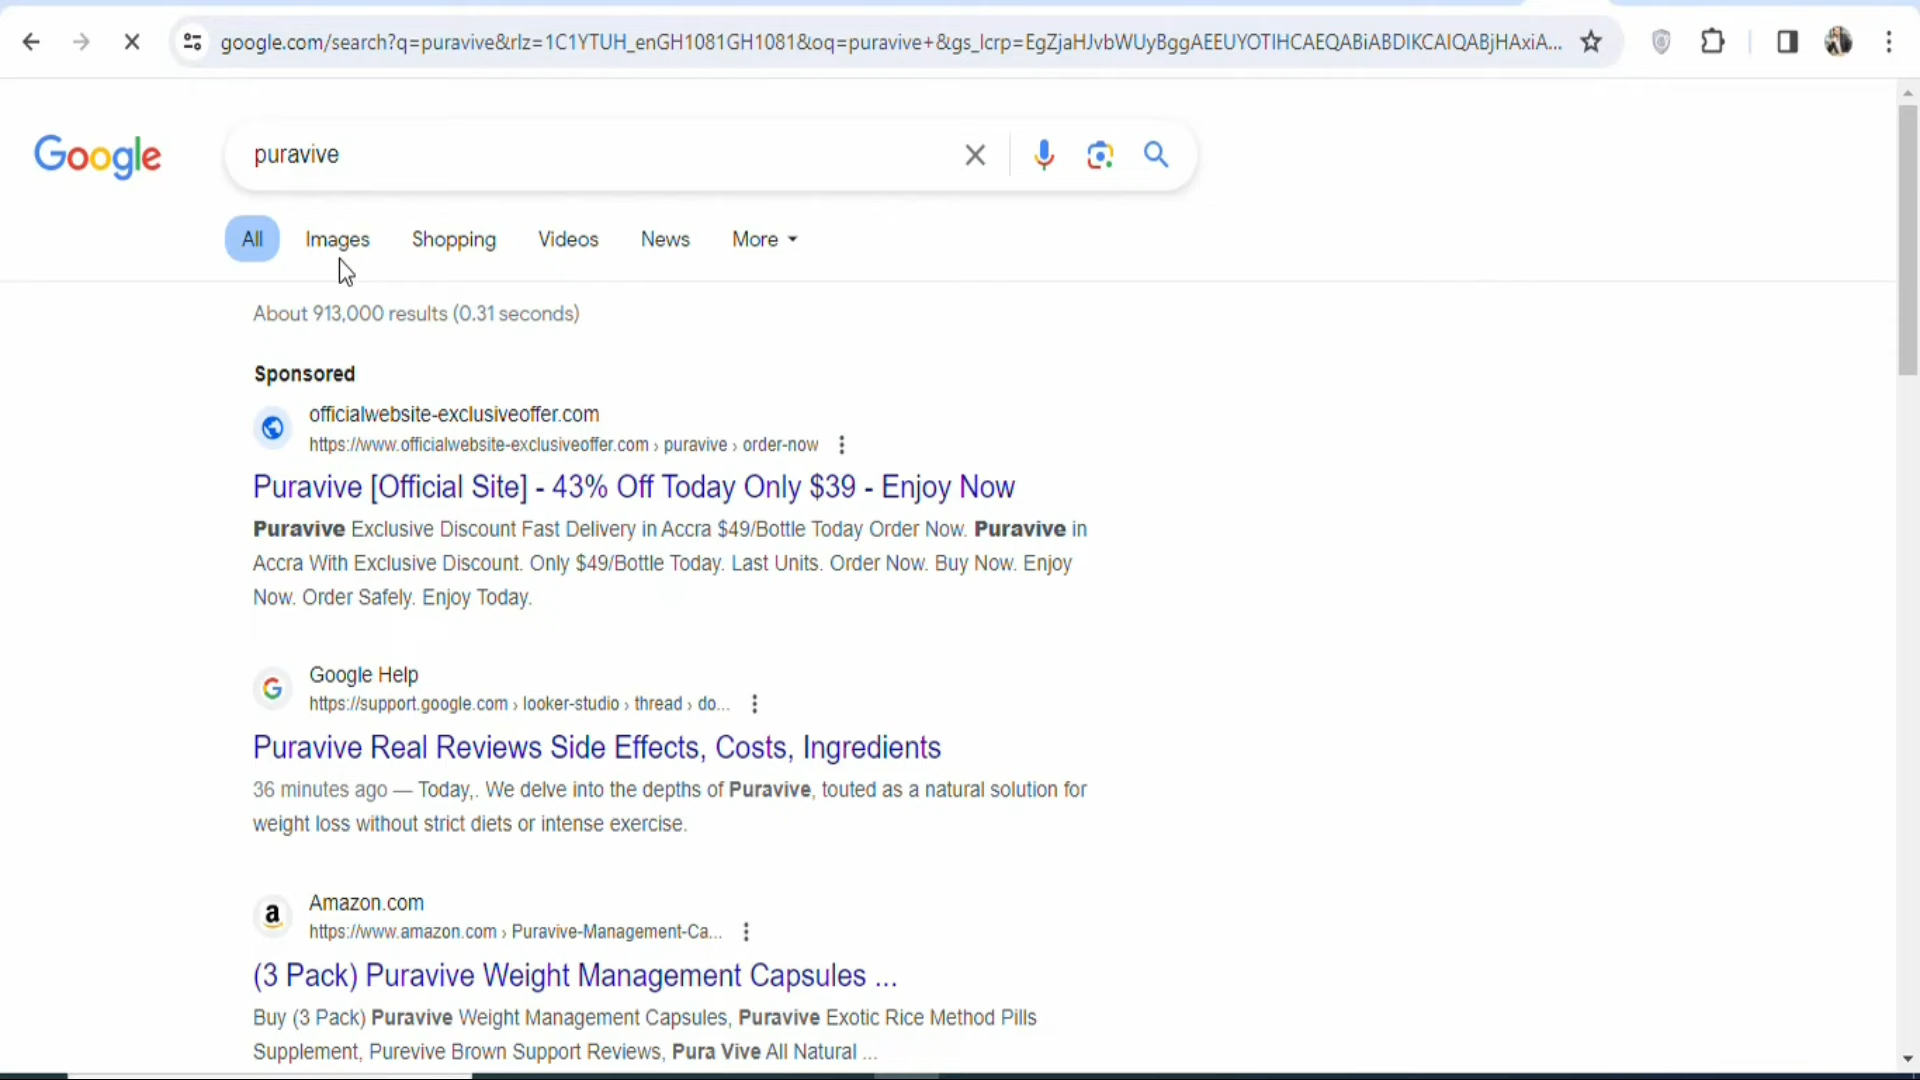 google.com/search?q=puravive&rlz=1C1YTUH_enGH1081GH1081&oq=puravive+&gs_lcrp=EgZjaHJvbWUyBggAEEUYOTIHCAEQABiABDIKCAIQABjHAxiA...
Google
puravive
All Images Shopping Videos News More
About 913,000 results (0.31 seconds)
Sponsored
officialwebsite-exclusiveoffer.com
https://www.officialwebsite-exclusiveoffer.com › puravive › order-now
Puravive [Official Site] - 43% Off Today Only $39 - Enjoy Now
Puravive Exclusive Discount Fast Delivery in Accra $49/Bottle Today Order Now. Puravive in
Accra With Exclusive Discount. Only $49/Bottle Today. Last Units. Order Now. Buy Now. Enjoy
Now. Order Safely. Enjoy Today.
Google Help
https://support.google.com › looker-studio › thread › do...
Puravive Real Reviews Side Effects, Costs, Ingredients
36 minutes ago — Today,. We delve into the depths of Puravive, touted as a natural solution for
weight loss without strict diets or intense exercise.
Amazon.com
https://www.amazon.com › Puravive-Management-Ca...
(3 Pack) Puravive Weight Management Capsules ...
Buy (3 Pack) Puravive Weight Management Capsules, Puravive Exotic Rice Method Pills
Supplement, Purevive Brown Support Reviews, Pura Vive All Natural ...